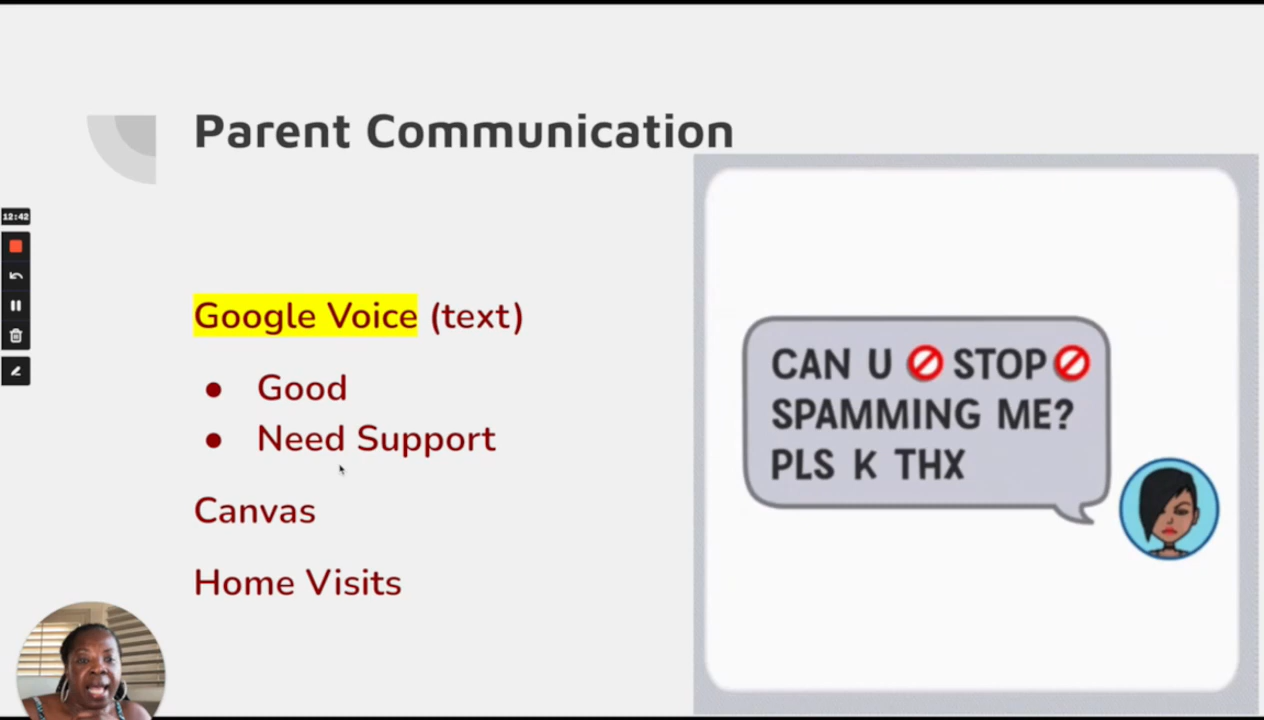 Parent Communication
12:42
Google Voice (text)
● Good
● Need Support
Canvas
Home Visits
CAN U 🚫 STOP🚫
SPAMMING ME?
PLS K THX